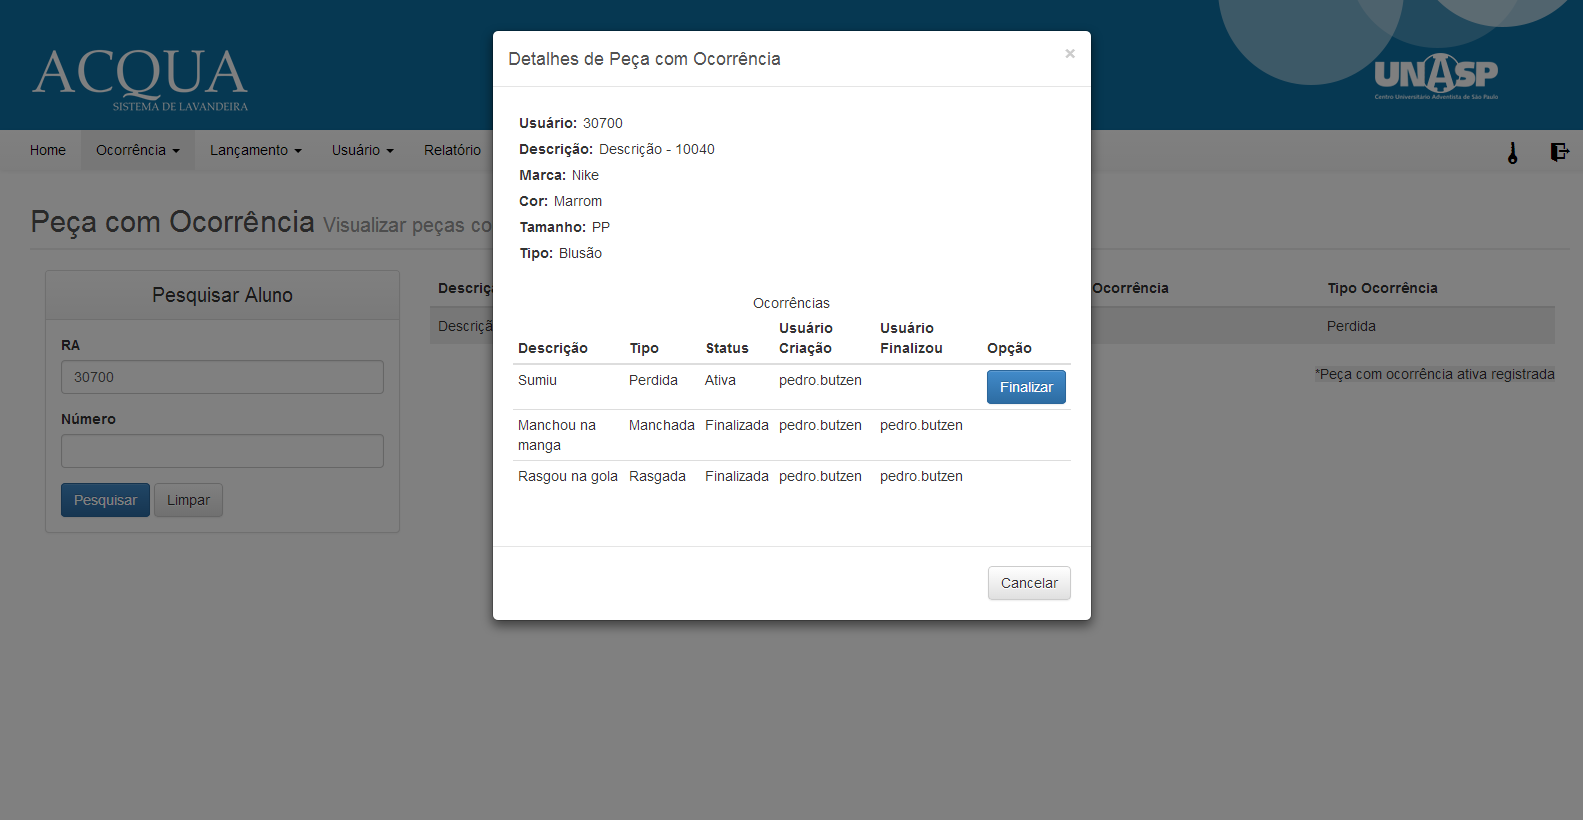 ACQUA
SISTEMA DE LAVANDEIRA
UNASP
Centro Universitário Adventista de São Paulo
Home Ocorrência Lançamento Usuário Relatório
Peça com Ocorrência Visualizar peças co
Pesquisar Aluno
RA
30700
Número
Pesquisar Limpar
Descriç Ocorrência Tipo Ocorrência
Descriçã Perdida
*Peça com ocorrência ativa registrada
Detalhes de Peça com Ocorrência ×
Usuário: 30700
Descrição: Descrição - 10040
Marca: Nike
Cor: Marrom
Tamanho: PP
Tipo: Blusão
Ocorrências
Descrição Tipo Status Usuário Criação Usuário Finalizou Opção
Sumiu Perdida Ativa pedro.butzen Finalizar
Manchou na manga Manchada Finalizada pedro.butzen pedro.butzen
Rasgou na gola Rasgada Finalizada pedro.butzen pedro.butzen
Cancelar